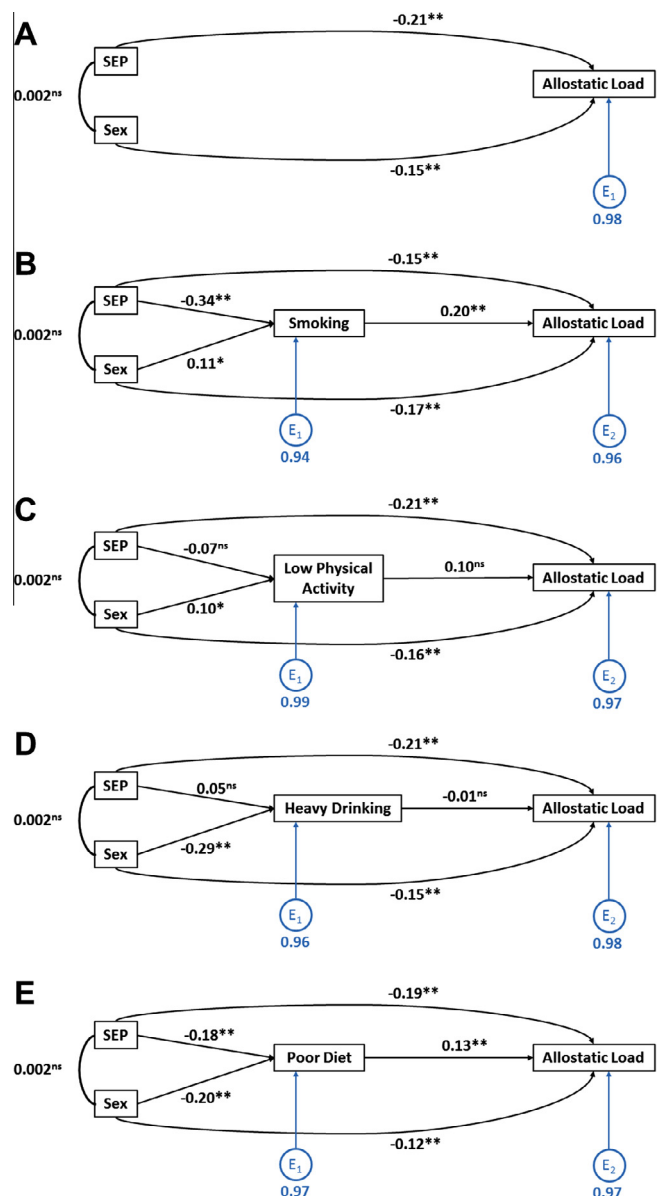 A
-0.21**
SEP
Allostatic Load
0.002ns
Sex
-0.15**
E1
0.98
B
-0.15**
SEP
-0.34**
Smoking
0.20**
Allostatic Load
0.002ns
0.11*
Sex
-0.17**
E1
E2
0.94
0.96
C
-0.21**
SEP
-0.07ns
Low Physical
Activity
0.10ns
Allostatic Load
0.002ns
0.10*
Sex
-0.16**
E1
E2
0.99
0.97
D
-0.21**
SEP
0.05ns
Heavy Drinking
-0.01ns
Allostatic Load
0.002ns
-0.29**
Sex
-0.15**
E1
E2
0.96
0.98
E
-0.19**
SEP
-0.18**
Poor Diet
0.13**
Allostatic Load
0.002ns
-0.20**
Sex
-0.12**
E1
E2
0.97
0.97